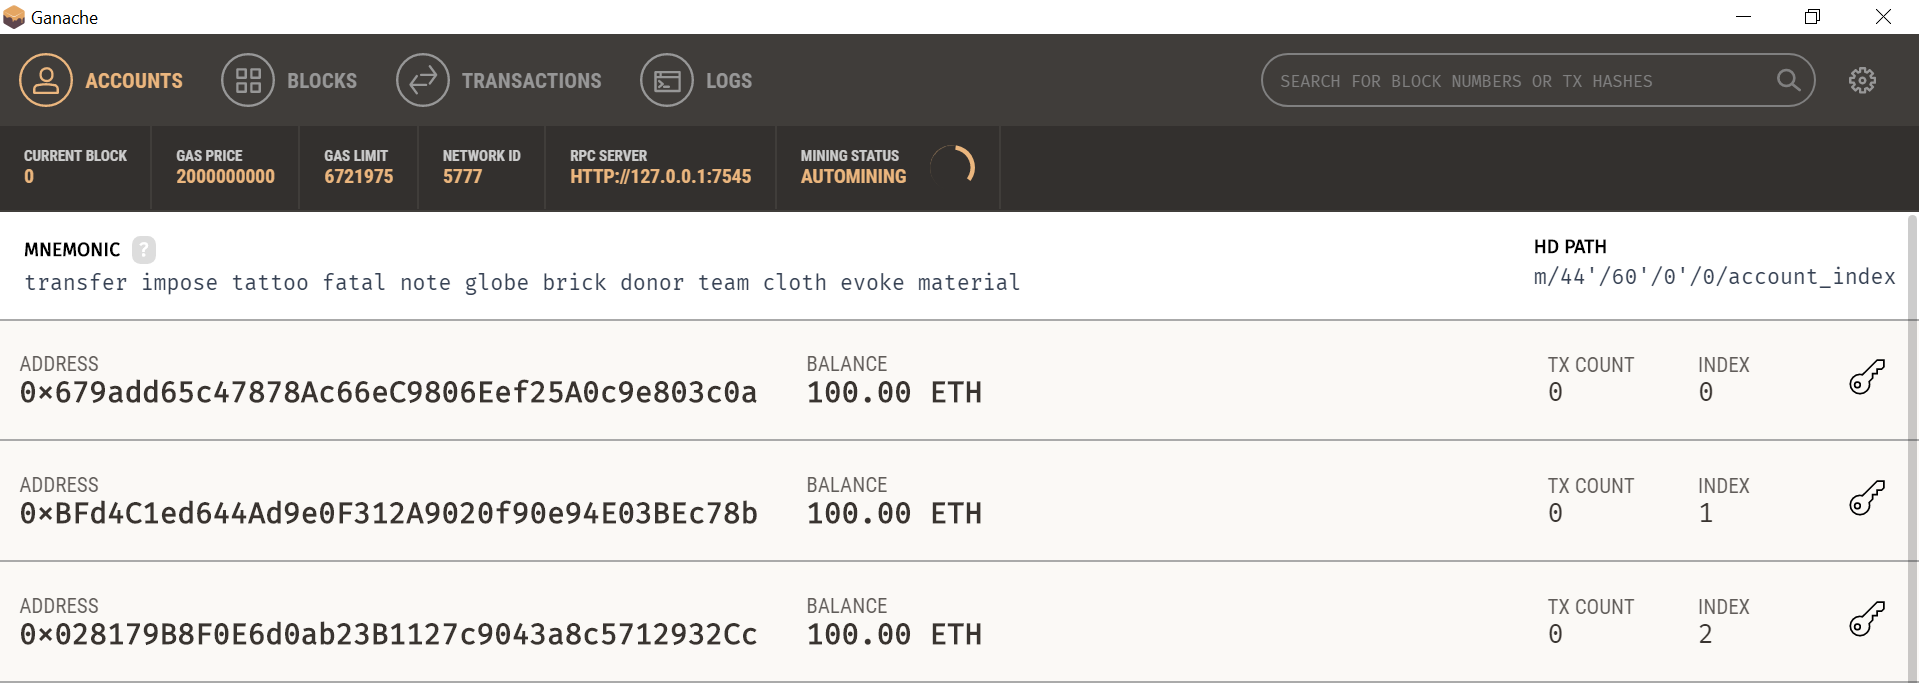 Ganache
ACCOUNTS BLOCKS TRANSACTIONS LOGS SEARCH FOR BLOCK NUMBERS OR TX HASHES
CURRENT BLOCK GAS PRICE GAS LIMIT NETWORK ID RPC SERVER MINING STATUS
0 2000000000 6721975 5777 HTTP://127.0.0.1:7545 AUTOMINING
MNEMONIC ? HD PATH
transfer impose tattoo fatal note globe brick donor team cloth evoke material m/44'/60'/0'/0/account_index
ADDRESS BALANCE TX COUNT INDEX
0×679add65c47878Ac66eC9806Eef25A0c9e803c0a 100.00 ETH 0 0
ADDRESS BALANCE TX COUNT INDEX
0×BFd4C1ed644Ad9e0F312A9020f90e94E03BEc78b 100.00 ETH 0 1
ADDRESS BALANCE TX COUNT INDEX
0×028179B8F0E6d0ab23B1127c9043a8c5712932Cc 100.00 ETH 0 2